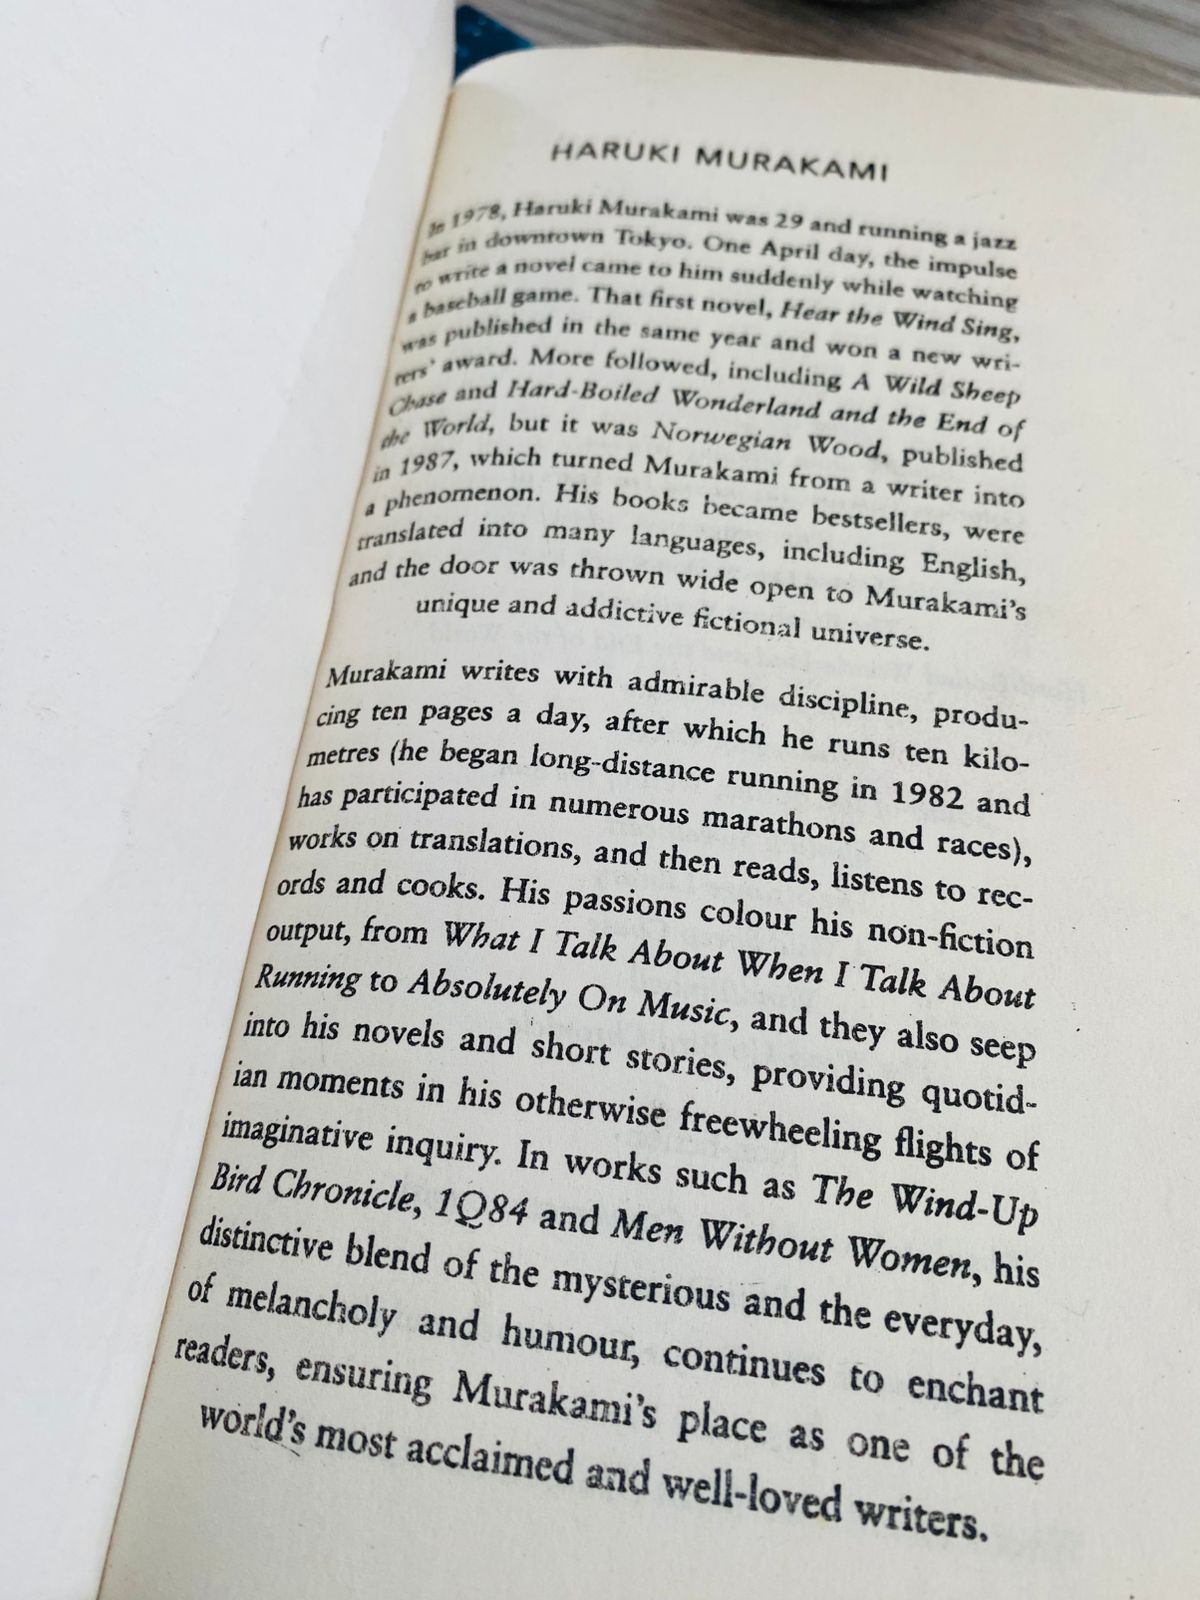 HARUKI MURAKAMI
In 1978, Haruki Murakami was 29 and running a jazz
bar in downtown Tokyo. One April day, the impulse
to write a novel came to him suddenly while watching
a baseball game. That first novel, Hear the Wind Sing,
was published in the same year and won a new wri-
ters' award. More followed, including A Wild Sheep
Chase and Hard-Boiled Wonderland and the End of
the World, but it was Norwegian Wood, published
in 1987, which turned Murakami from a writer into
a phenomenon. His books became bestsellers, were
translated into many languages, including English,
and the door was thrown wide open to Murakami's
unique and addictive fictional universe.
Murakami writes with admirable discipline, produ-
cing ten pages a day, after which he runs ten kilo-
metres (he began long-distance running in 1982 and
has participated in numerous marathons and races),
works on translations, and then reads, listens to rec-
ords and cooks. His passions colour his non-fiction
output, from What I Talk About When I Talk About
Running to Absolutely On Music, and they also seep
into his novels and short stories, providing quotid-
ian moments in his otherwise freewheeling flights of
imaginative inquiry. In works such as The Wind-Up
Bird Chronicle, 1Q84 and Men Without Women, his
distinctive blend of the mysterious and the everyday,
of melancholy and humour, continues to enchant
readers, ensuring Murakami's place as one of the
world's most acclaimed and well-loved writers.